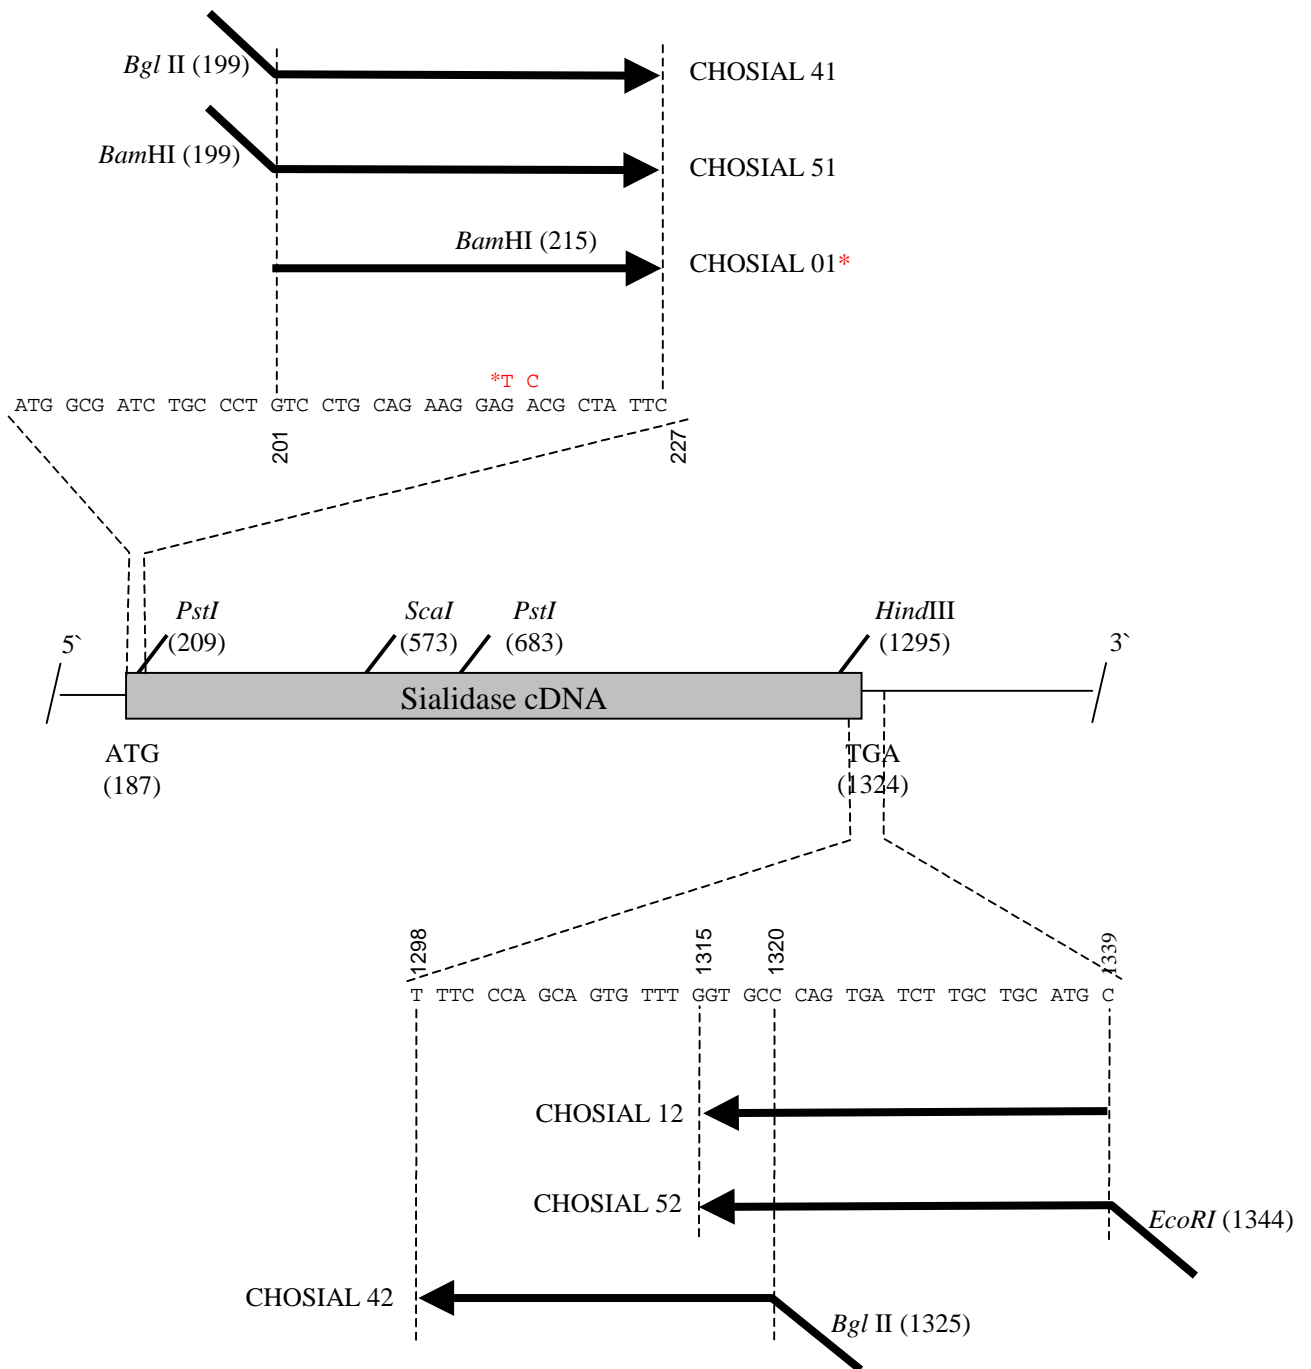 Bgl II (199)
CHOSIAL 41
BamHI (199)
CHOSIAL 51
BamHI (215)
CHOSIAL 01*
*T C
ATG GCG ATC TGC CCT GTC CTG CAG AAG GAG ACG CTA TTC
201
227
PstI
(209)
ScaI
(573)
PstI
(683)
HindIII
(1295)
5`
3`
Sialidase cDNA
ATG
(187)
TGA
(1324)
1298
1315
1320
1339
T TTC CCA GCA GTG TTT GGT GCC CAG TGA TCT TGC TGC ATG C
CHOSIAL 12
CHOSIAL 52
EcoRI (1344)
CHOSIAL 42
Bgl II (1325)